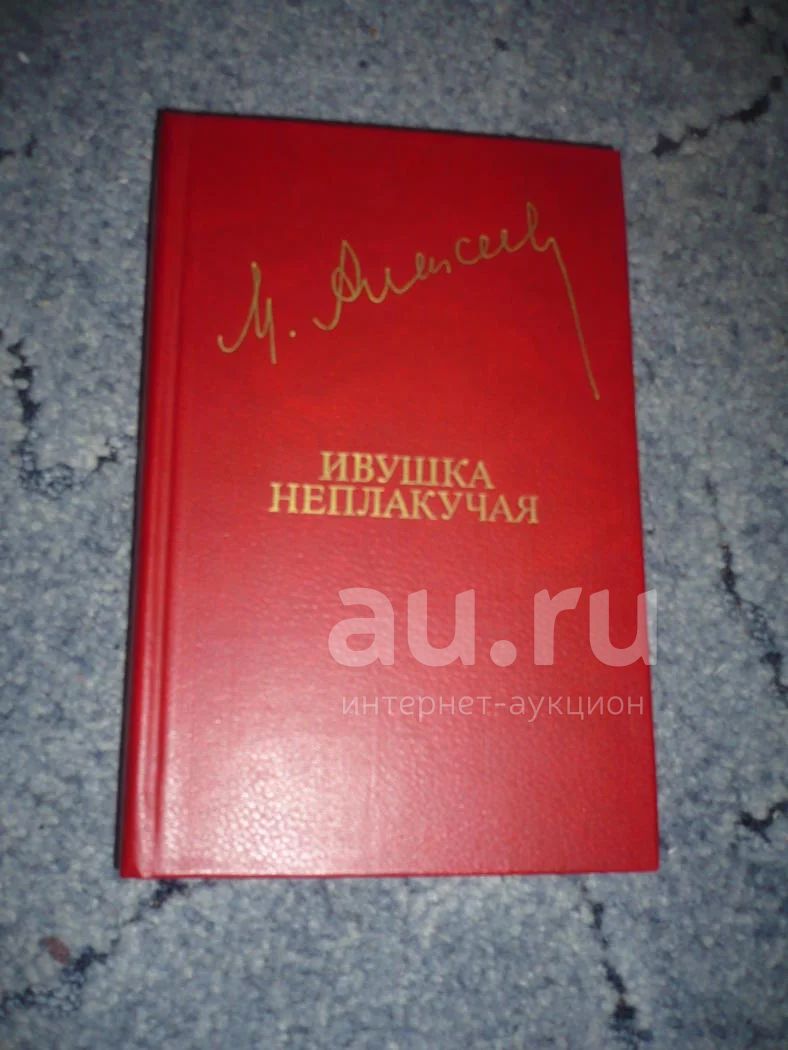 М. Алексеев
ИВУШКА
НЕПЛАКУЧАЯ
au.ru
интернет-аукцион